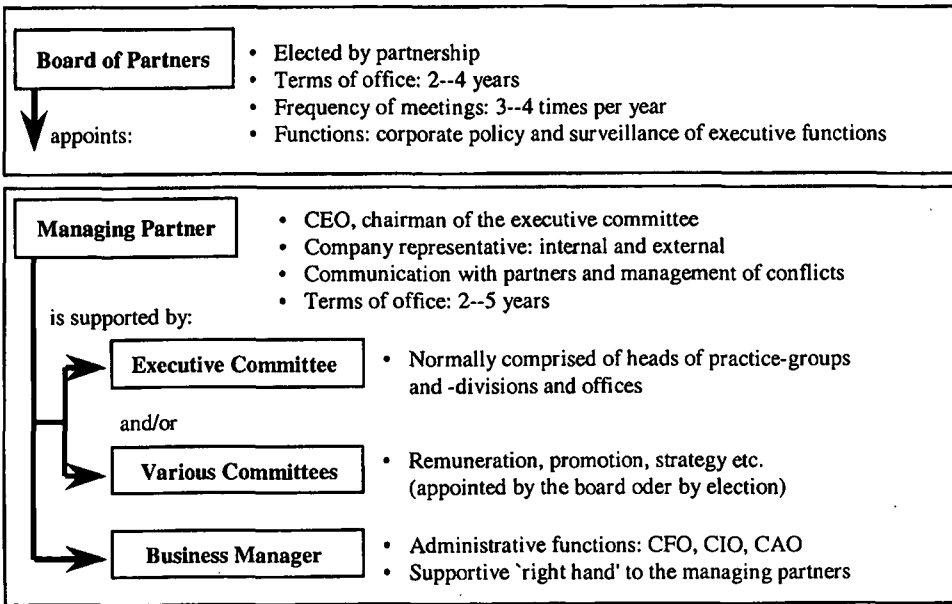 Board of Partners
• Elected by partnership
• Terms of office: 2--4 years
• Frequency of meetings: 3--4 times per year
appoints:
• Functions: corporate policy and surveillance of executive functions
Managing Partner
• CEO, chairman of the executive committee
• Company representative: internal and external
• Communication with partners and management of conflicts
• Terms of office: 2--5 years
is supported by:
Executive Committee
• Normally comprised of heads of practice-groups
and -divisions and offices
and/or
Various Committees
• Remuneration, promotion, strategy etc.
(appointed by the board oder by election)
Business Manager
• Administrative functions: CFO, CIO, CAO
• Supportive `right hand' to the managing partners